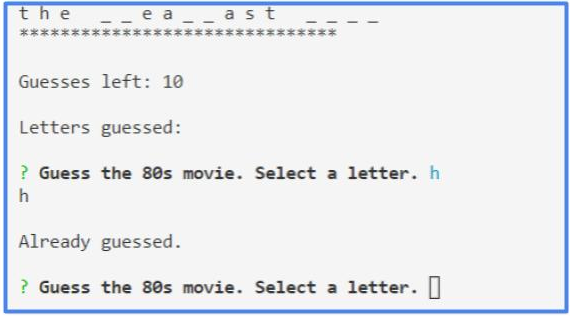 t h e _ _ e a _ _ a s t _ _ _ _
*******************************
Guesses left: 10
Letters guessed:
? Guess the 80s movie. Select a letter. h
h
Already guessed.
? Guess the 80s movie. Select a letter.